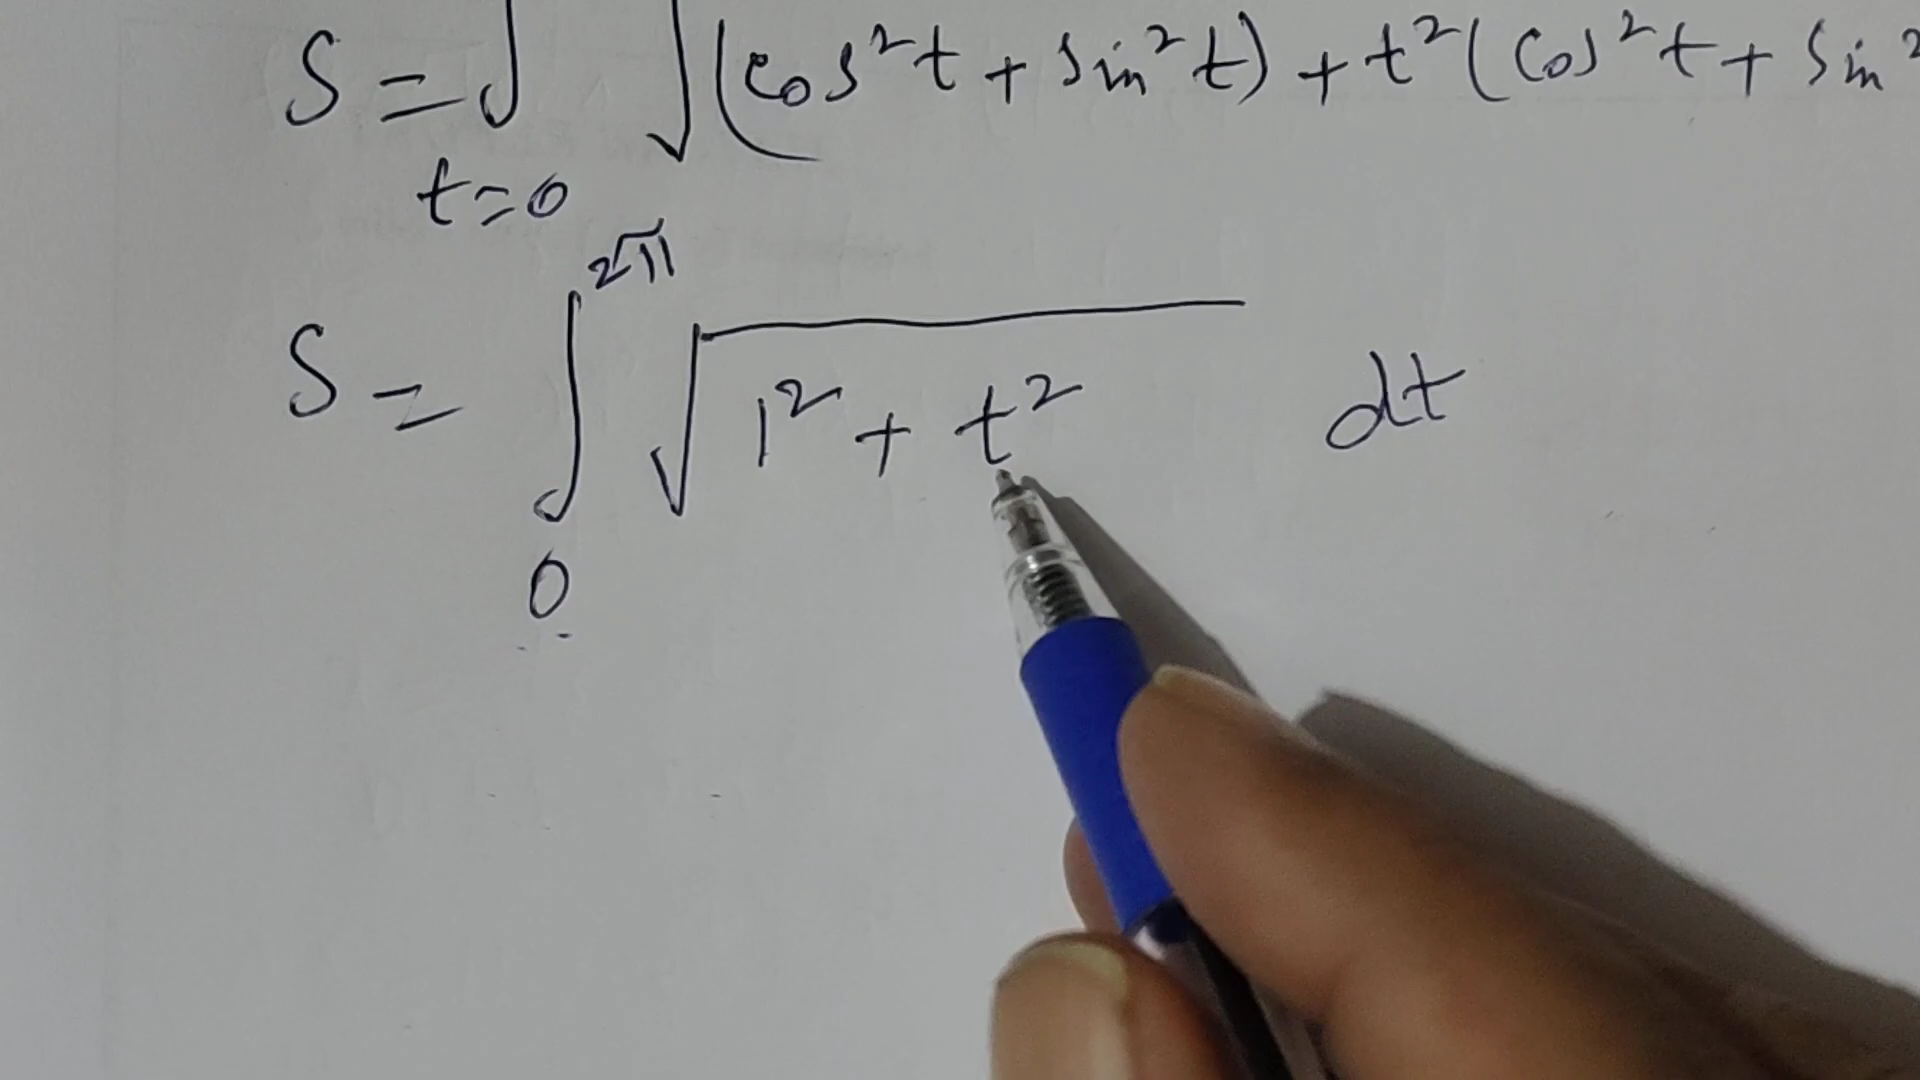 S = ∫ √(cos²t + sin²t) + t²(cos²t + sin²
t=0
2π
S = ∫ √1² + t² dt
0